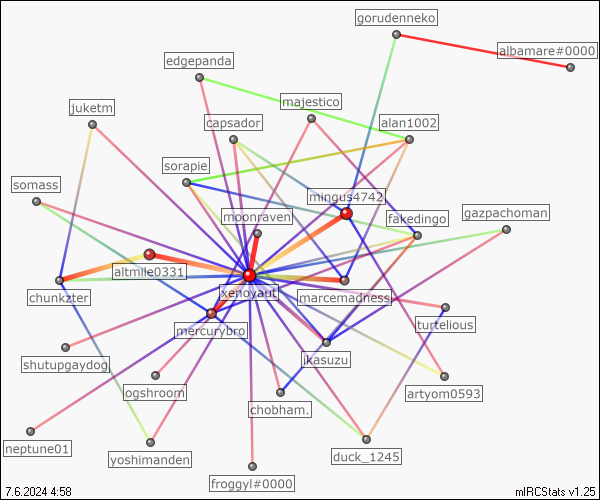 gorudenneko
albamare#0000
edgepanda
juketm
majestico
capsador
alan1002
sorapie
somass
mingus4742
moonraven
fakedingo
gazpachoman
altmile0331
xenoyaut
chunkzter
marcemadness
mercurybro
turtelious
shutupgaydog
ikasuzu
ogshroom
artyom0593
chobham.
neptune01
yoshimanden
duck_1245
froggyl#0000
7.6.2024 4:58
mIRCStats v1.25